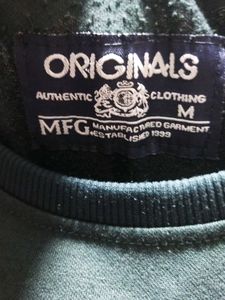 ORIGINALS
AUTHENTIC CLOTHING
M
MFG MANUFACTURED GARMENT
ESTABLISHED 1999